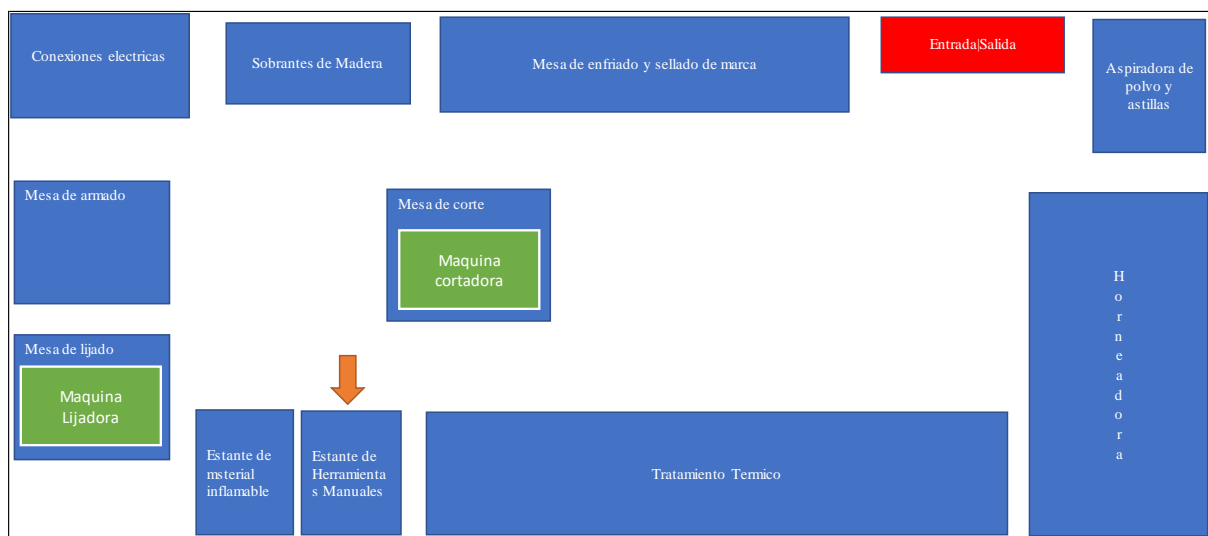 Conexiones electricas
Sobrantes de Madera
Mesa de enfriado y sellado de marca
Entrada|Salida
Aspiradora de
polvo y
astillas
Mesa de armado
Mesa de corte
Maquina
cortadora
H
o
r
n
e
a
d
o
r
a
Mesa de lijado
Maquina
Lijadora
Estante de
msterial
inflamable
Estante de
Herramienta
s Manuales
Tratamiento Termico